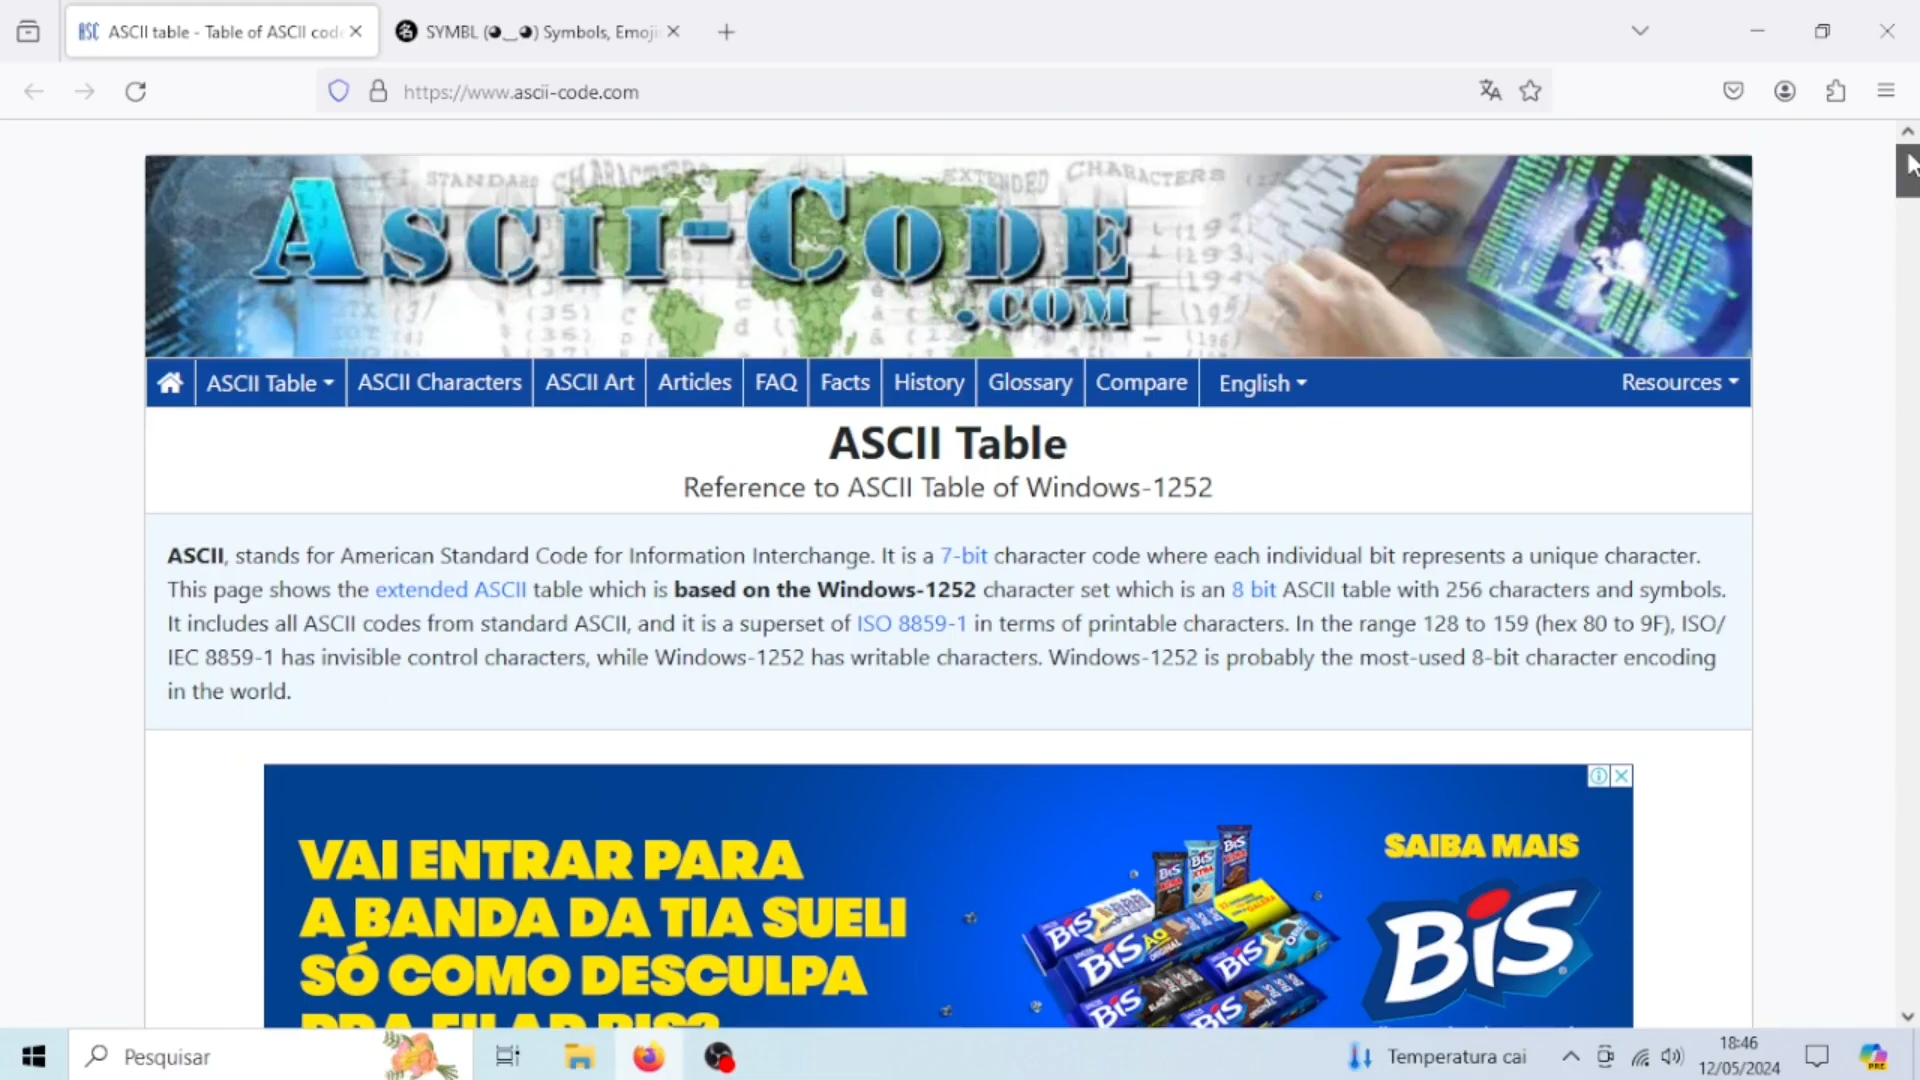 ASCII table - Table of ASCII code
SYMBL (◕‿◕) Symbols, Emoji
https://www.ascii-code.com
ASCII-CODE
.COM
ASCII Table
ASCII Characters
ASCII Art
Articles
FAQ
Facts
History
Glossary
Compare
English
Resources
ASCII Table
Reference to ASCII Table of Windows-1252
ASCII, stands for American Standard Code for Information Interchange. It is a 7-bit character code where each individual bit represents a unique character.
This page shows the extended ASCII table which is based on the Windows-1252 character set which is an 8 bit ASCII table with 256 characters and symbols.
It includes all ASCII codes from standard ASCII, and it is a superset of ISO 8859-1 in terms of printable characters. In the range 128 to 159 (hex 80 to 9F), ISO/
IEC 8859-1 has invisible control characters, while Windows-1252 has writable characters. Windows-1252 is probably the most-used 8-bit character encoding
in the world.
VAI ENTRAR PARA
A BANDA DA TIA SUELI
SÓ COMO DESCULPA
PRA FILAR BIS?
SAIBA MAIS
BIS
Pesquisar
Temperatura cai
18:46
12/05/2024